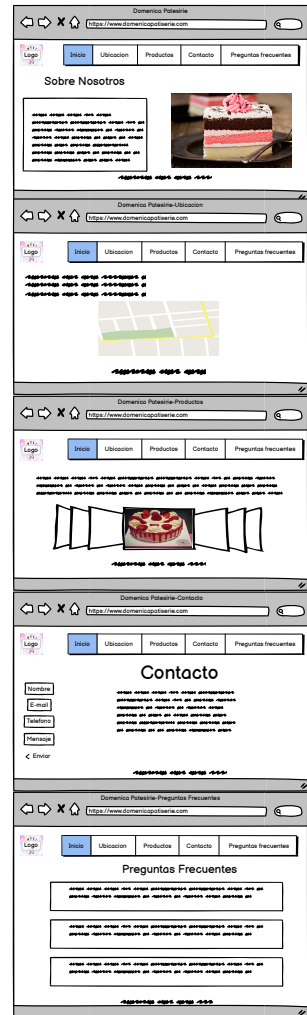 Domenica Patesirie
https://www.domenicapatiserie.com
Logo
Inicio Ubicacion Productos Contacto Preguntas frecuentes
Sobre Nosotros
Domenica Patesirie-Ubicacion
https://www.domenicapatiserie.com
Logo
Inicio Ubicacion Productos Contacto Preguntas frecuentes
Domenica Patesirie-Productos
https://www.domenicapatiserie.com
Logo
Inicio Ubicacion Productos Contacto Preguntas frecuentes
Domenica Patesirie-Contacto
https://www.domenicapatiserie.com
Logo
Inicio Ubicacion Productos Contacto Preguntas frecuentes
Contacto
Nombre
E-mail
Telefono
Mensaje
< Enviar
Domenica Patesirie-Preguntas Frecuentes
https://www.domenicapatiserie.com
Logo
Inicio Ubicacion Productos Contacto Preguntas frecuentes
Preguntas Frecuentes